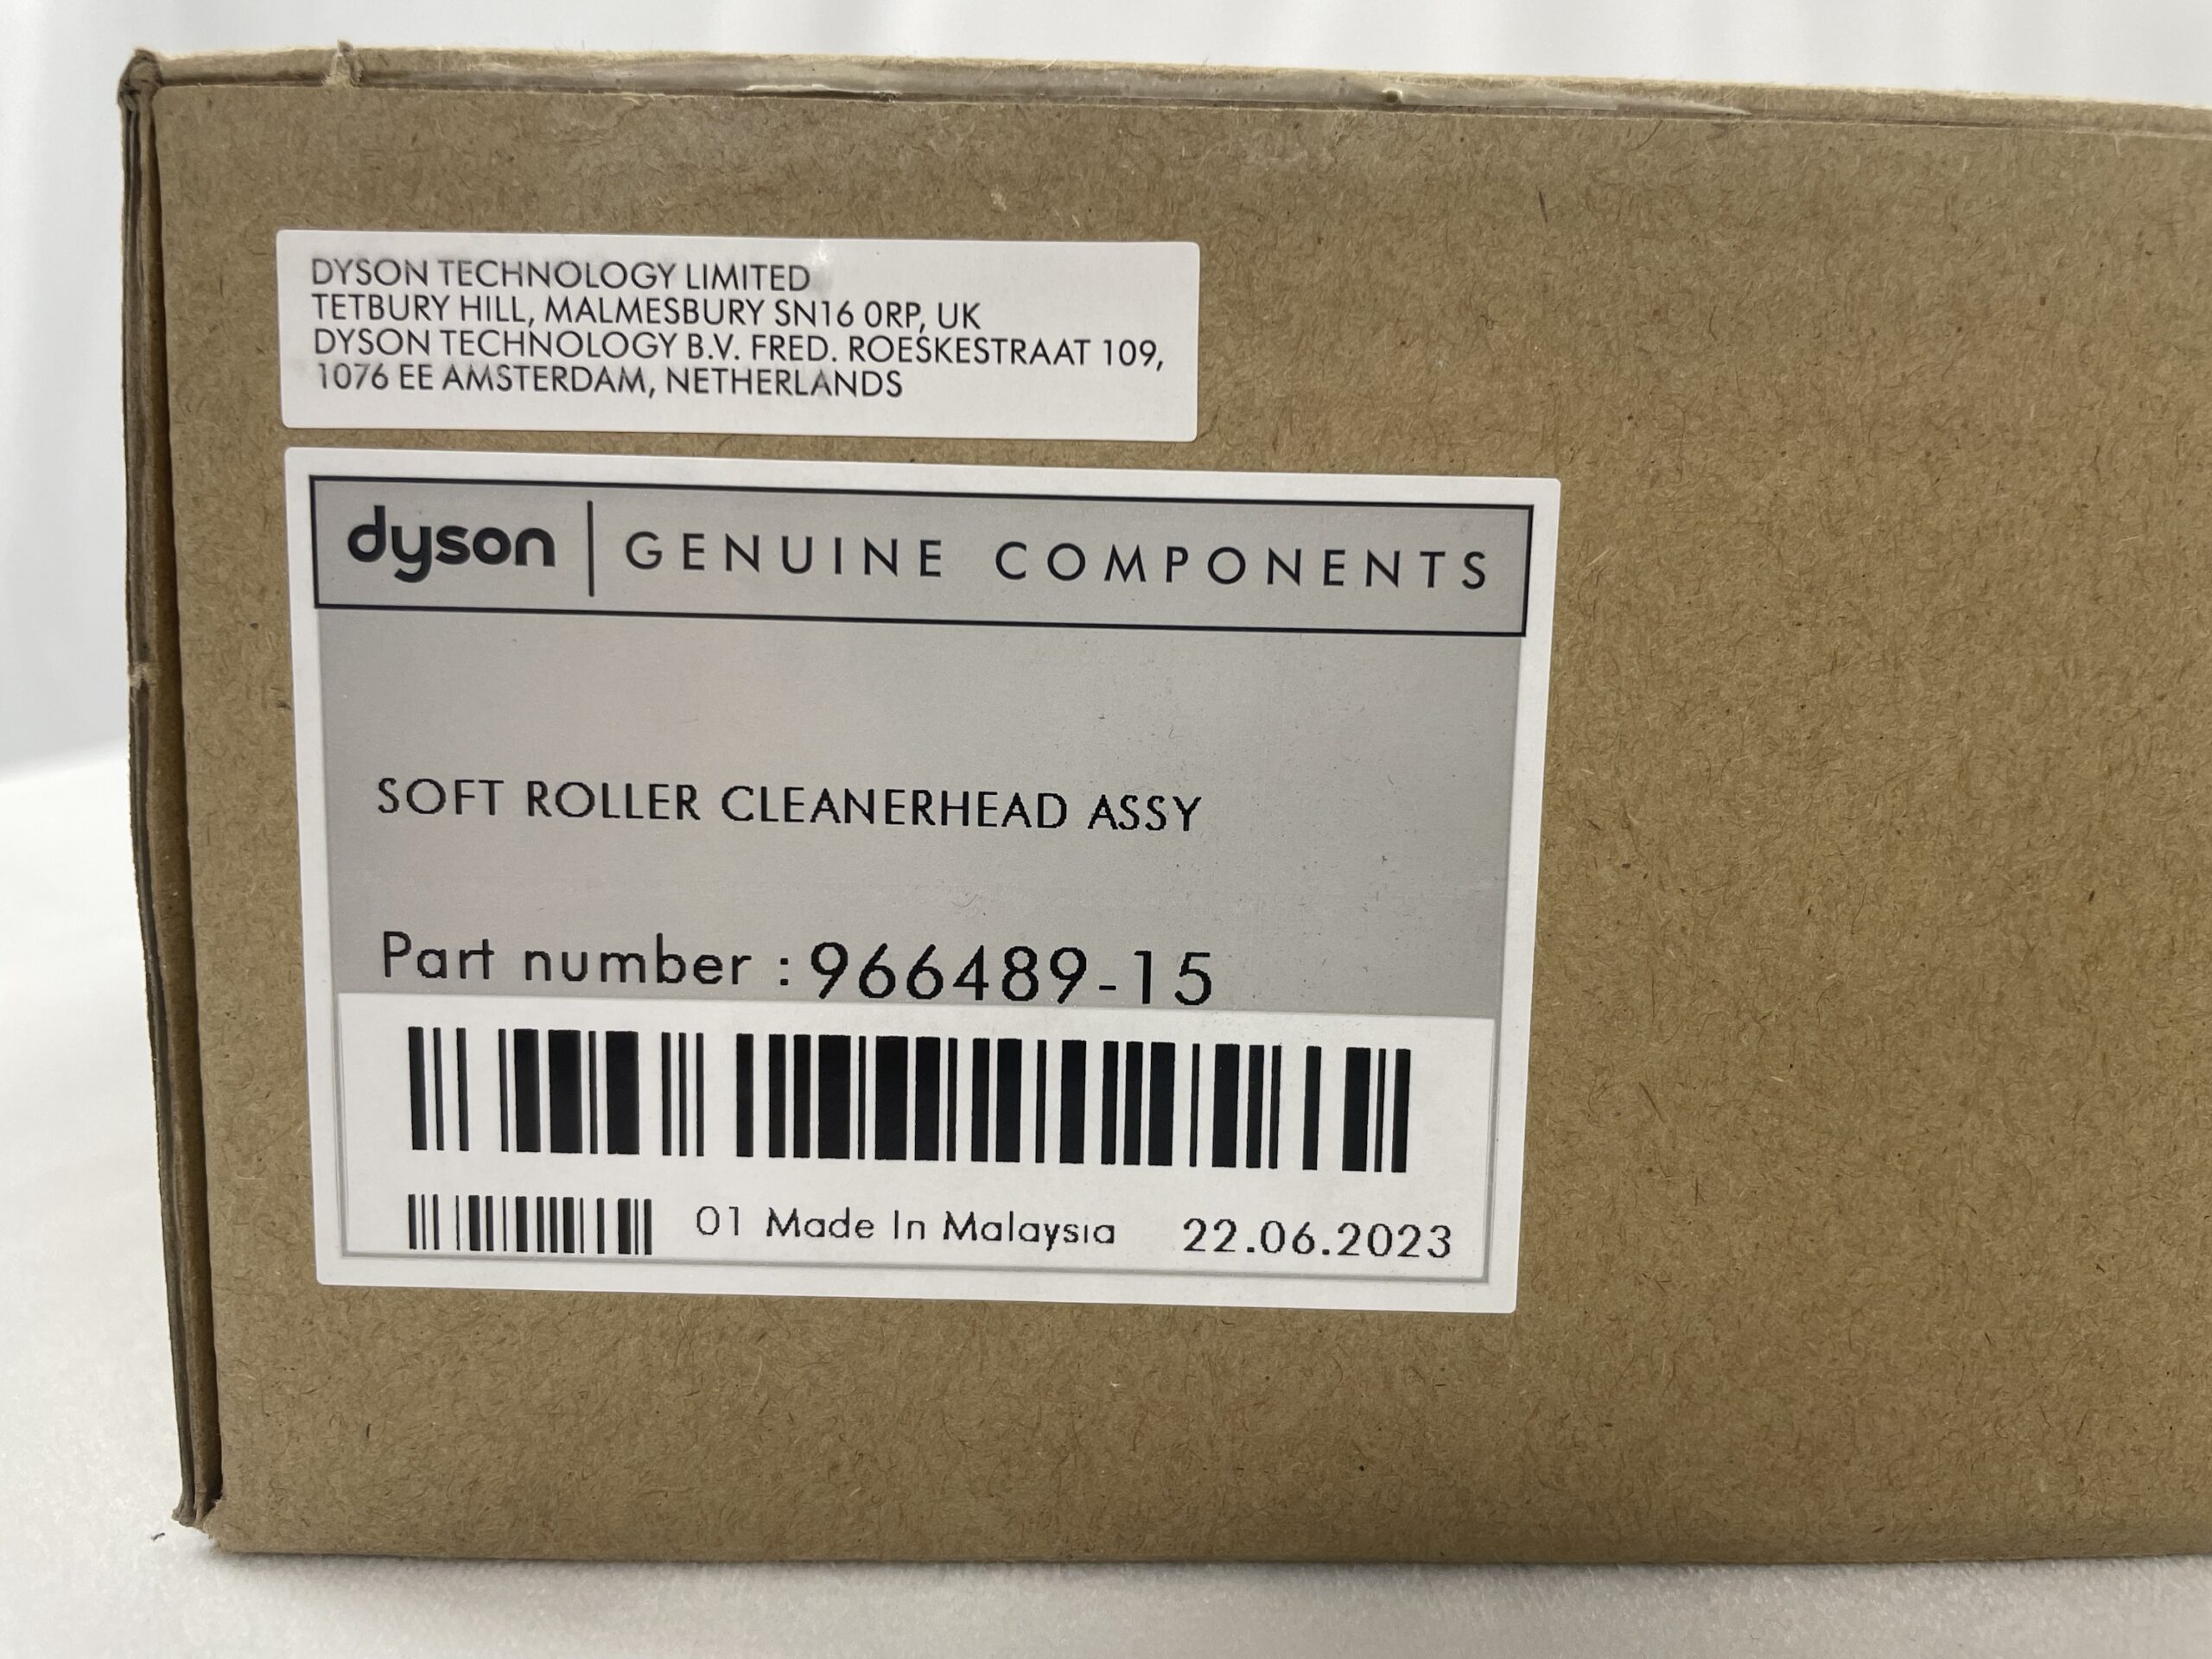 DYSON TECHNOLOGY LIMITED
TETBURY HILL, MALMESBURY SN16 0RP, UK
DYSON TECHNOLOGY B.V. FRED. ROESKESTRAAT 109,
1076 EE AMSTERDAM, NETHERLANDS
dyson | GENUINE COMPONENTS
SOFT ROLLER CLEANERHEAD ASSY
Part number : 966489-15
01 Made In Malaysia 22.06.2023